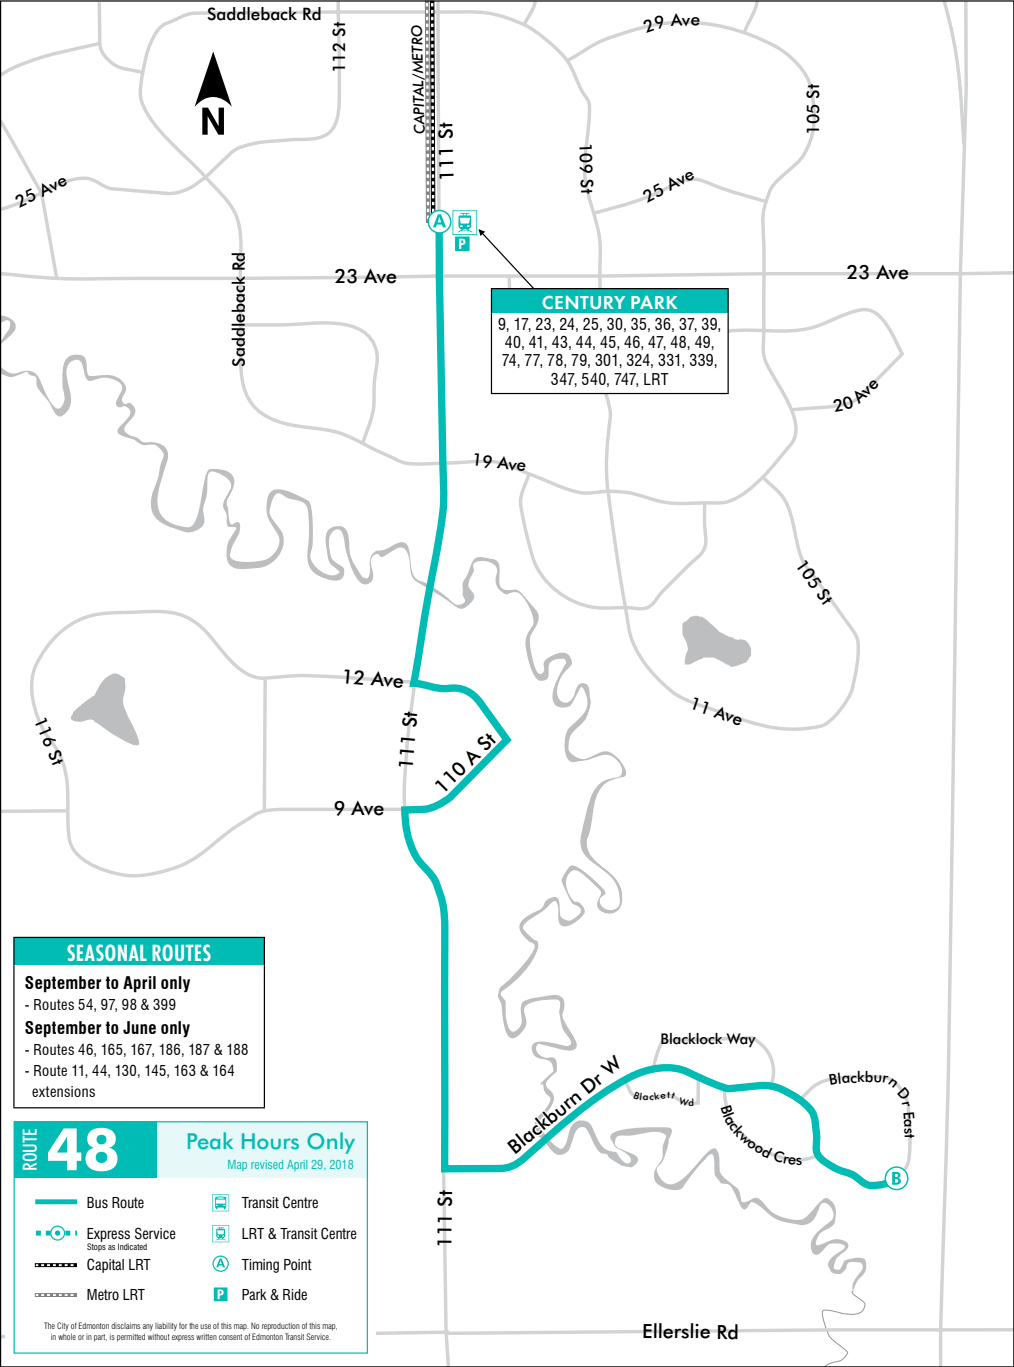 Saddleback Rd
112 St
CAPITAL/METRO
111 St
29 Ave
105 St
109 St
N
25 Ave
25 Ave
A
P
23 Ave
23 Ave
Saddleback Rd
CENTURY PARK
9, 17, 23, 24, 25, 30, 35, 36, 37, 39,
40, 41, 43, 44, 45, 46, 47, 48, 49,
74, 77, 78, 79, 301, 324, 331, 339,
347, 540, 747, LRT
20 Ave
19 Ave
105 St
12 Ave
11 Ave
116 St
111 St
110 A St
9 Ave
SEASONAL ROUTES
September to April only
- Routes 54, 97, 98 & 399
September to June only
- Routes 46, 165, 167, 186, 187 & 188
- Route 11, 44, 130, 145, 163 & 164
extensions
Blacklock Way
Blackburn Dr W
Blackett Wd
Blackburn Dr East
Blackwood Cres
B
111 St
ROUTE
48
Peak Hours Only
Map revised April 29, 2018
Bus Route
Transit Centre
Express Service
Stops as Indicated
LRT & Transit Centre
Capital LRT
A
Timing Point
Metro LRT
P
Park & Ride
The City of Edmonton disclaims any liability for the use of this map. No reproduction of this map,
in whole or in part, is permitted without express written consent of Edmonton Transit Service.
Ellerslie Rd